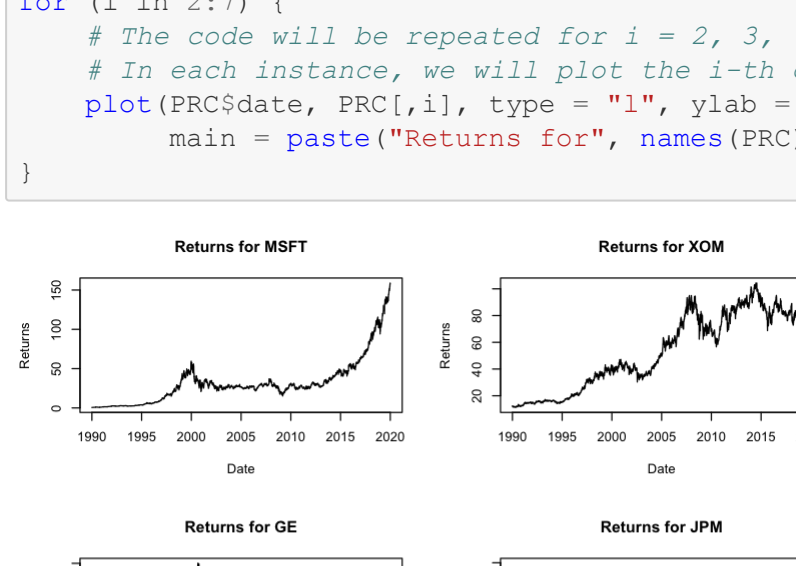 for (i in 2:7) {
# The code will be repeated for i = 2, 3,
# In each instance, we will plot the i-th
plot(PRC$date, PRC[,i], type = "l", ylab =
main = paste("Returns for", names(PRC)
}
Returns for MSFT
Returns for XOM
Returns
150
100
50
0
1990 1995 2000 2005 2010 2015 2020
Date
Returns
80
60
40
20
1990 1995 2000 2005 2010 2015
Date
Returns for GE
Returns for JPM